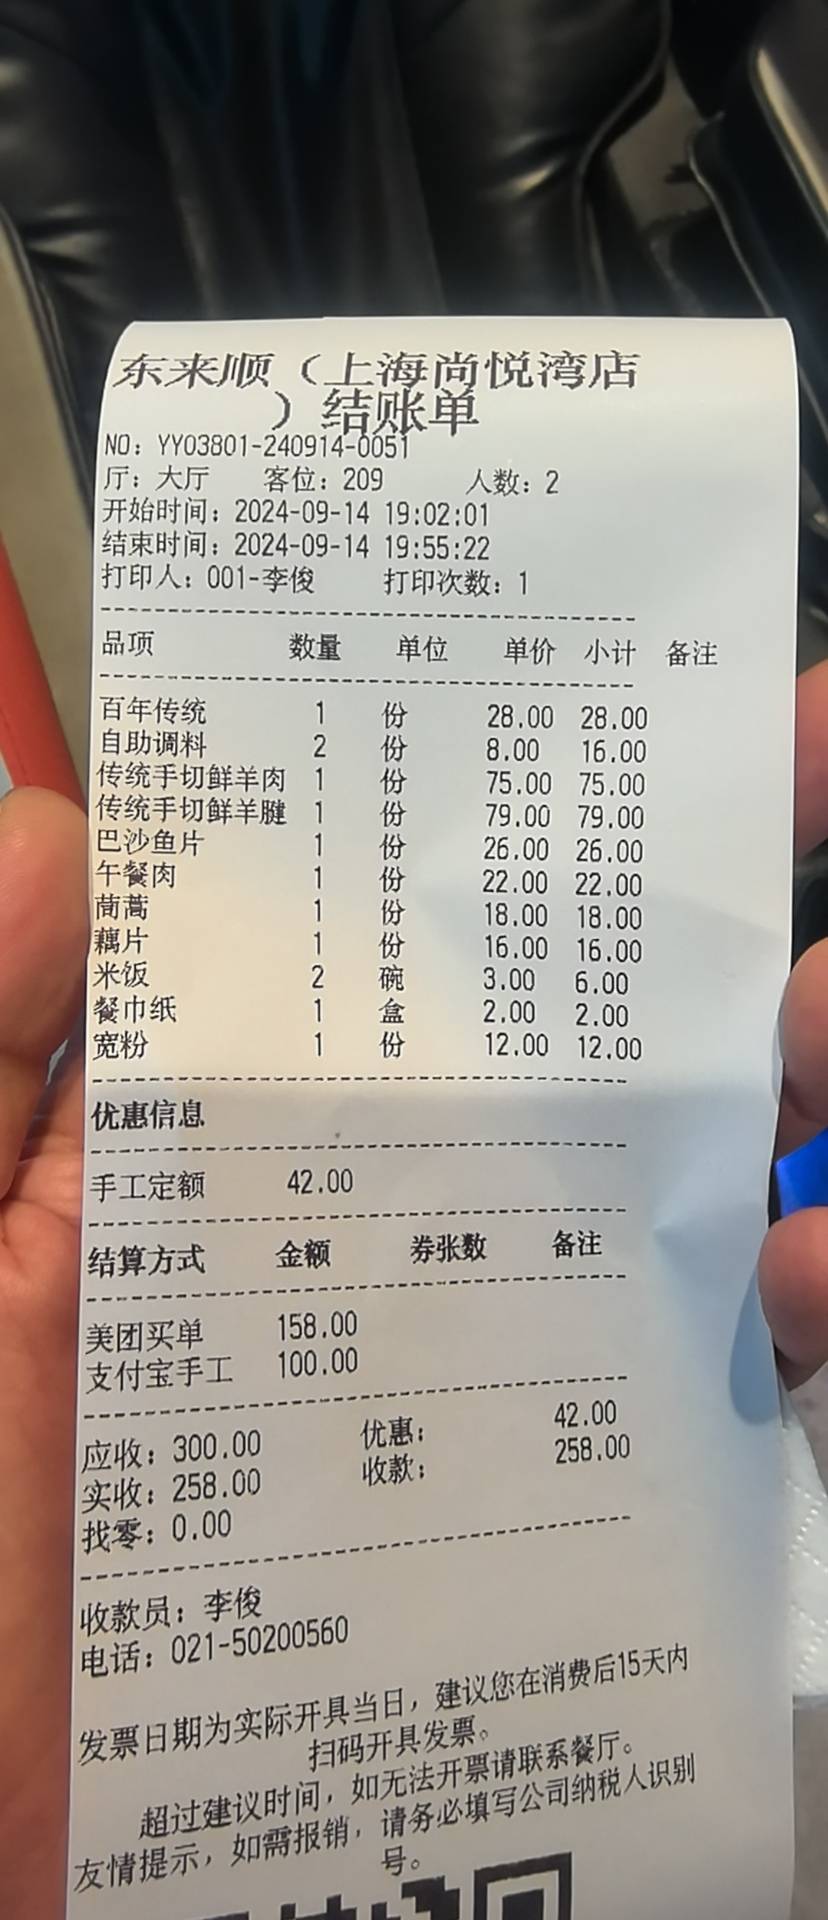 东来顺（上海尚悦湾店
）结账单
NO：YY03801-240914-0051
厅：大厅 客位：209 人数：2
开始时间：2024-09-14 19:02:01
结束时间：2024-09-14 19:55:22
打印人：001-李俊 打印次数：1
品项 数量 单位 单价 小计 备注
百年传统 1 份 28.00 28.00
自助调料 2 份 8.00 16.00
传统手切鲜羊肉 1 份 75.00 75.00
传统手切鲜羊腱 1 份 79.00 79.00
巴沙鱼片 1 份 26.00 26.00
午餐肉 1 份 22.00 22.00
茼蒿 1 份 18.00 18.00
藕片 1 份 16.00 16.00
米饭 2 碗 3.00 6.00
餐巾纸 1 盒 2.00 2.00
宽粉 1 份 12.00 12.00
优惠信息
手工定额 42.00
结算方式 金额 券张数 备注
美团买单 158.00
支付宝手工 100.00
应收：300.00 优惠： 42.00
实收：258.00 收款： 258.00
找零：0.00
收款员：李俊
电话：021-50200560
发票日期为实际开具当日，建议您在消费后15天内
扫码开具发票。
超过建议时间，如无法开票请联系餐厅。
友情提示，如需报销，请务必填写公司纳税人识别
号。